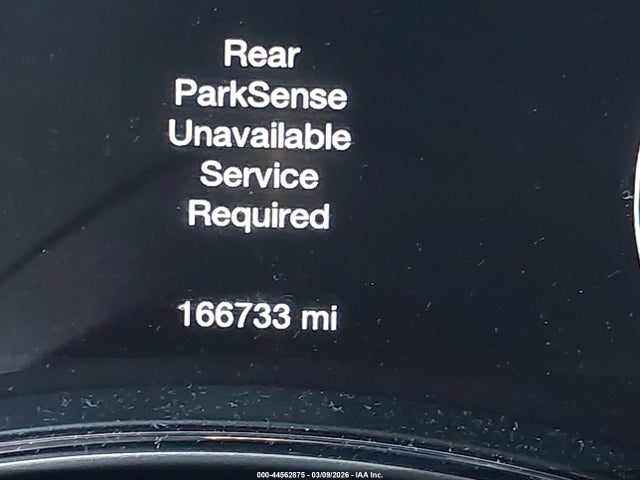 Rear
ParkSense
Unavailable
Service
Required
166733 mi
000-44562875 - 03/09/2026 - IAA Inc.